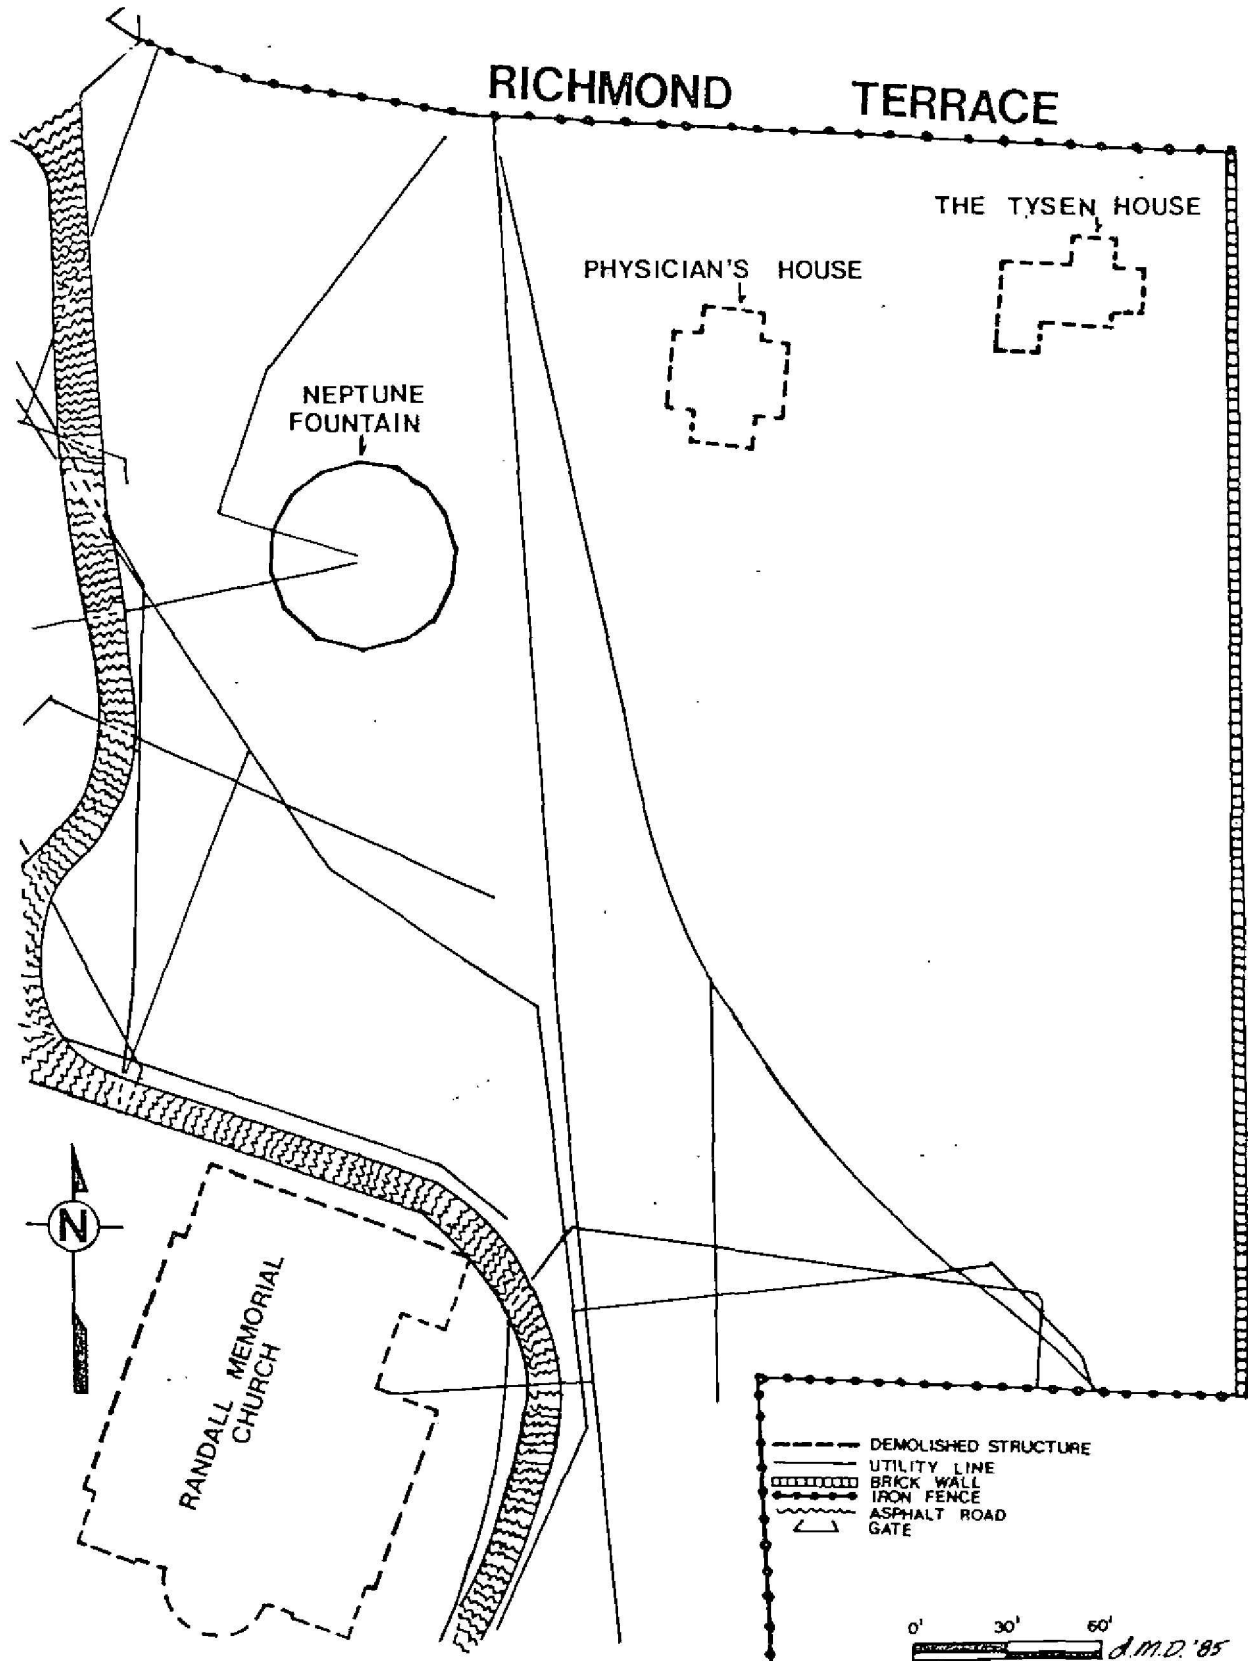 RICHMOND TERRACE
THE TYSEN HOUSE
PHYSICIAN'S HOUSE
NEPTUNE
FOUNTAIN
N
RANDALL MEMORIAL
CHURCH
DEMOLISHED STRUCTURE
UTILITY LINE
BRICK WALL
IRON FENCE
ASPHALT ROAD
GATE
0' 30' 60'
d.M.D. '85